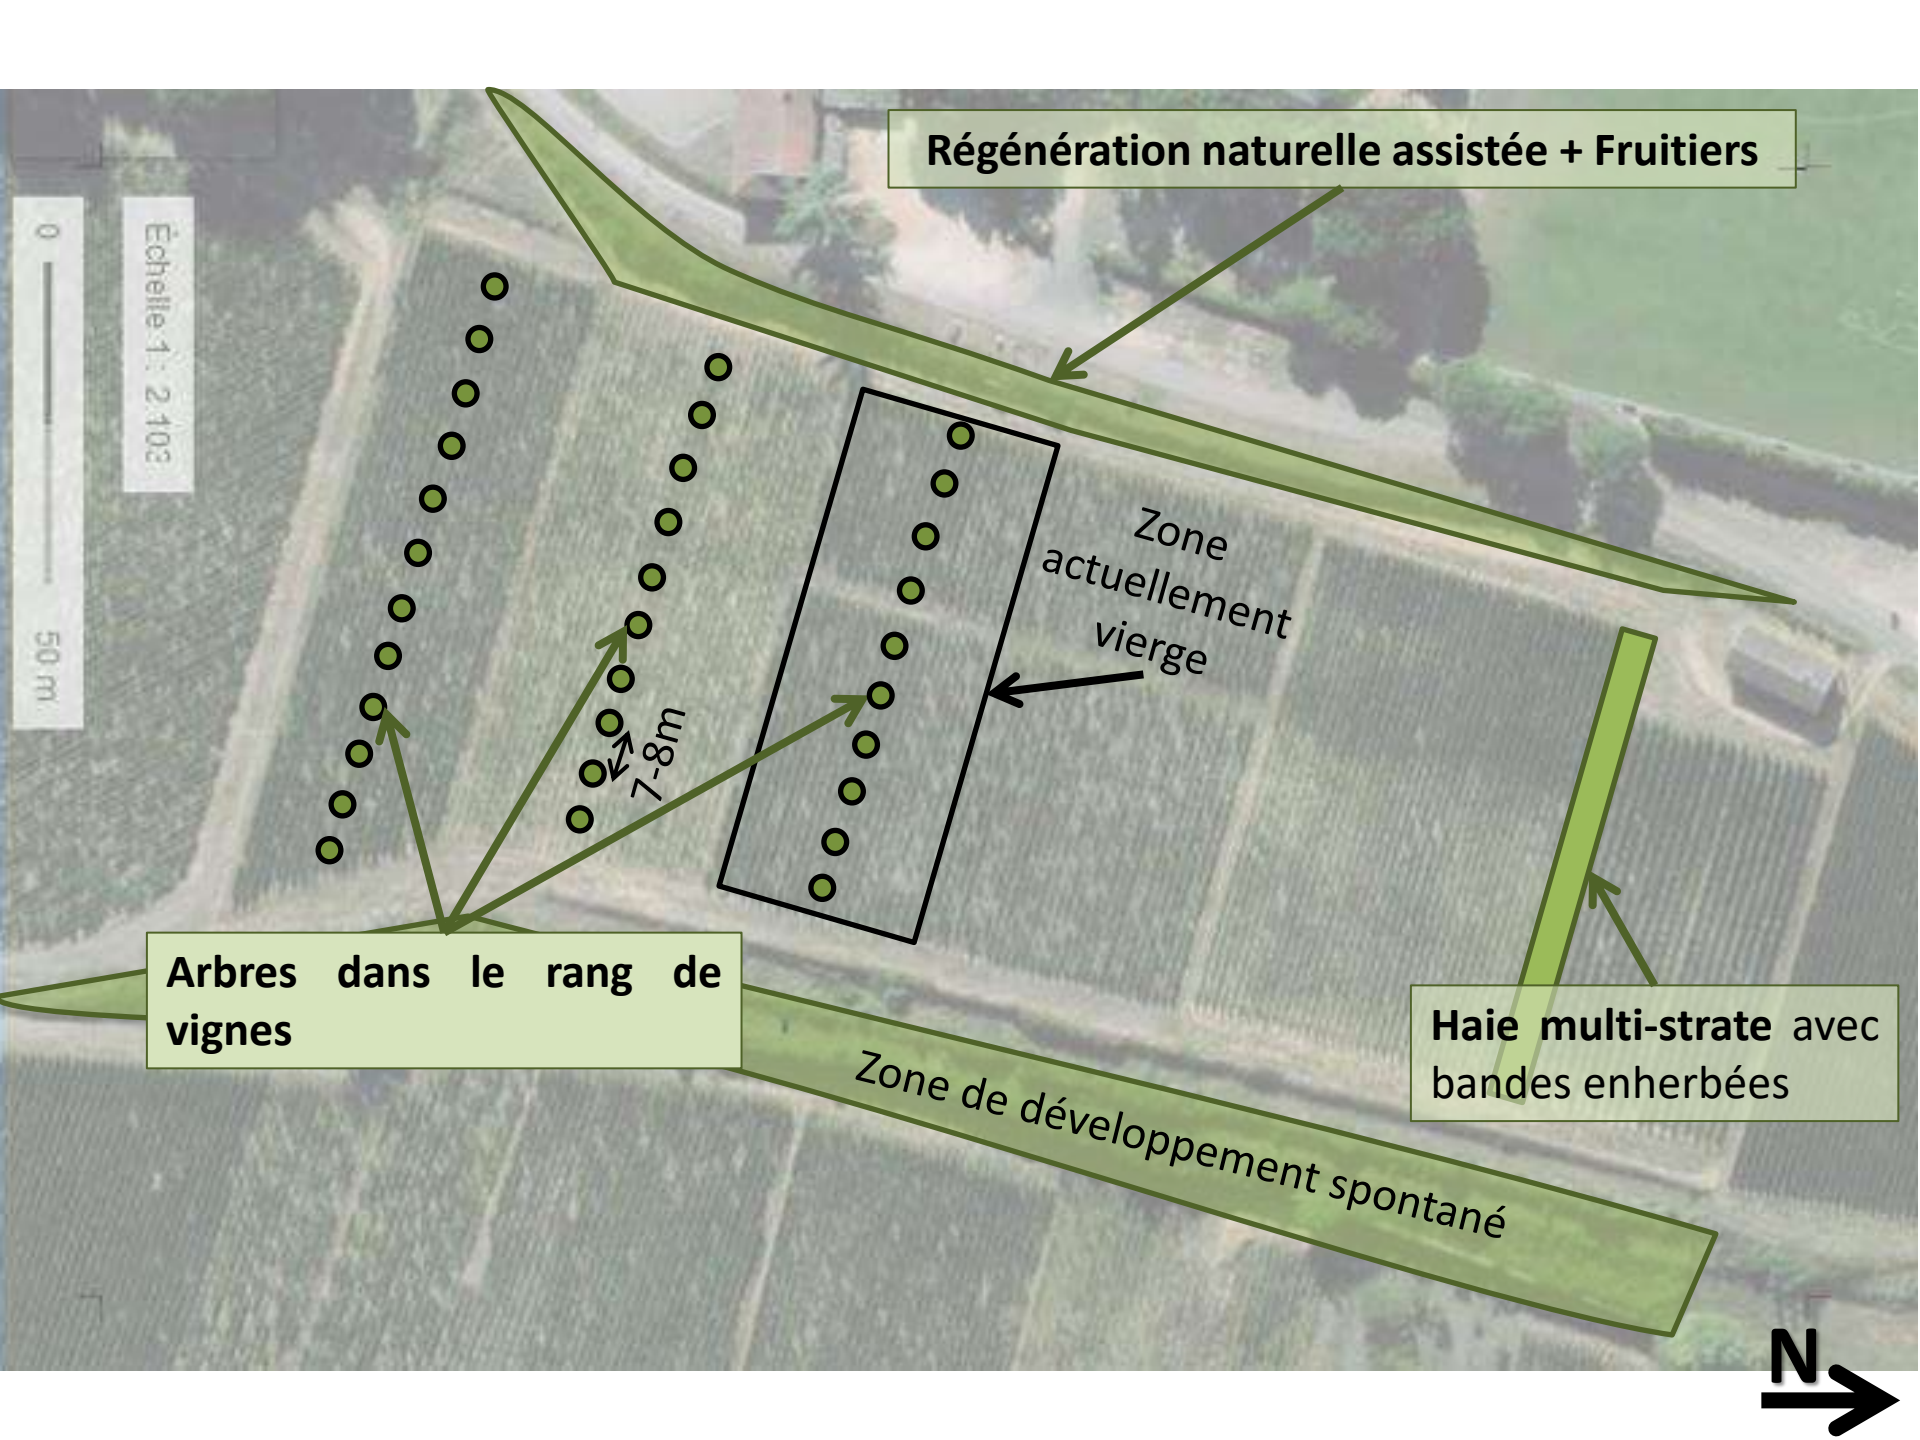 Régénération naturelle assistée + Fruitiers
0
50 m
Echelle 1 : 2 103
Zone
actuellement
vierge
7-8m
Arbres dans le rang de
vignes
Haie multi-strate avec
bandes enherbées
Zone de développement spontané
N